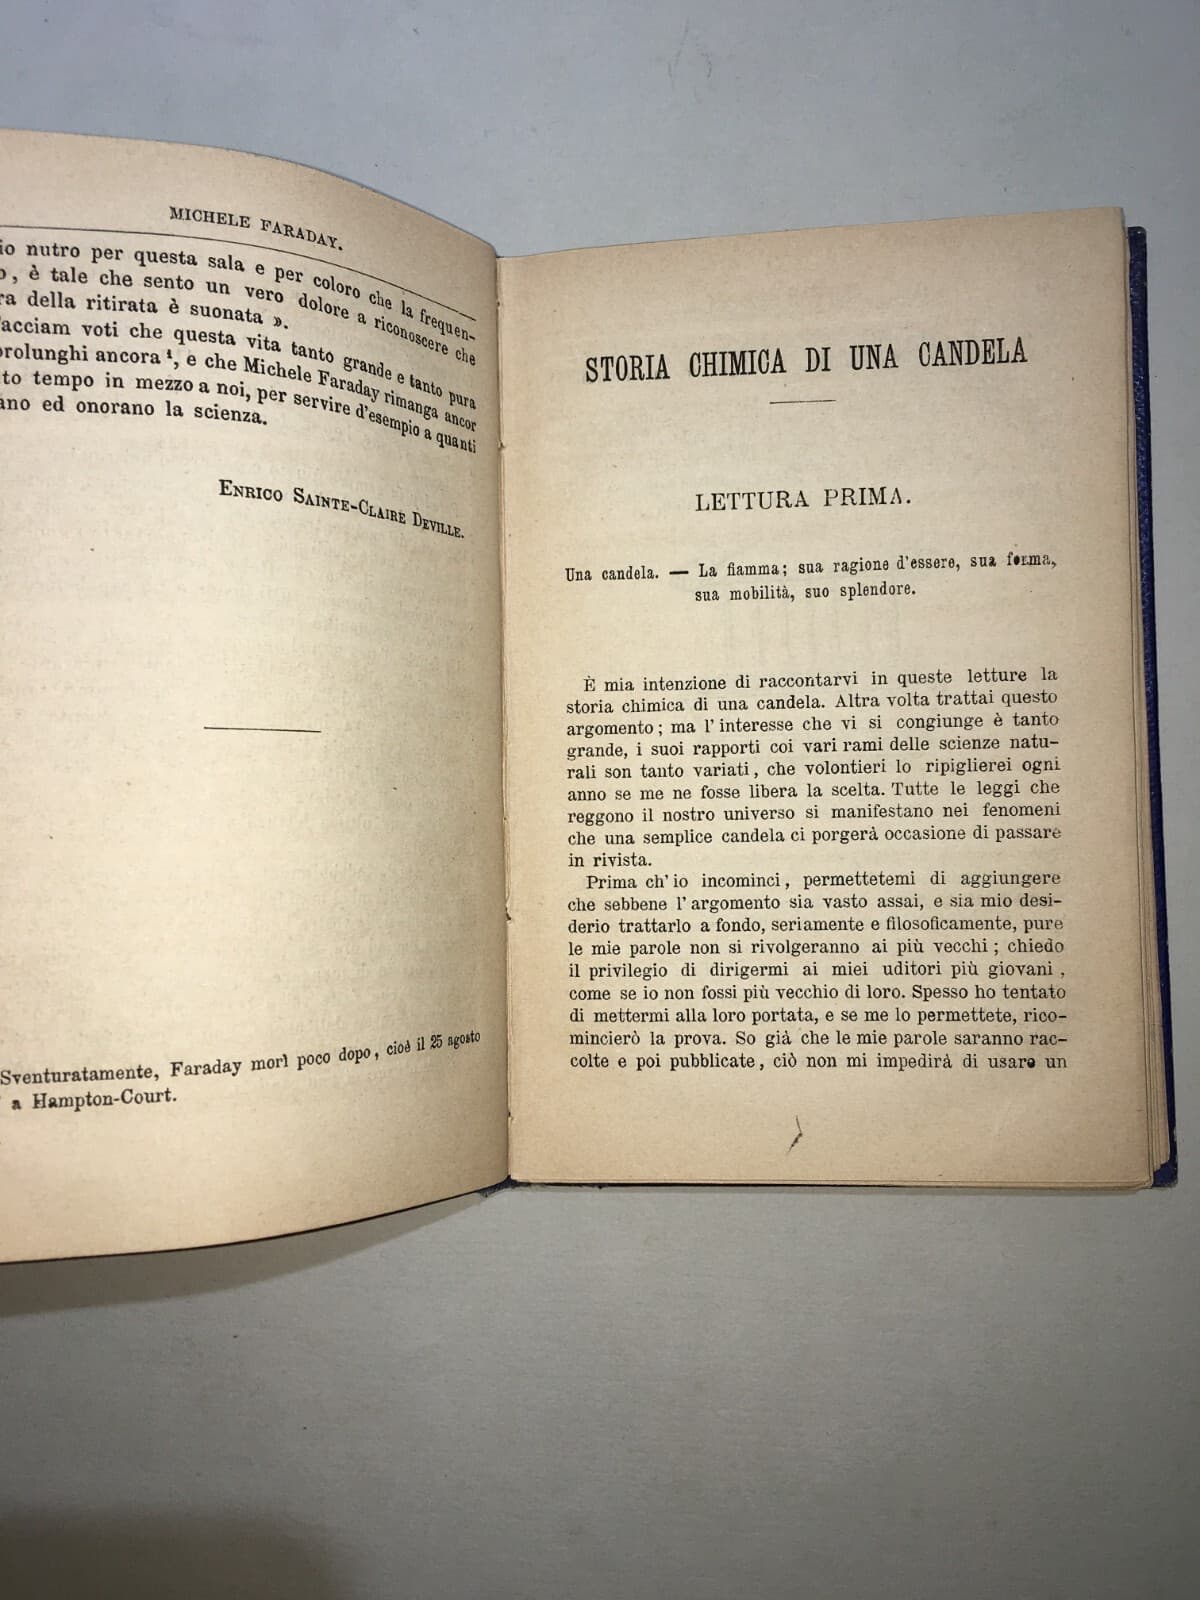 MICHELE FARADAY.
io nutro per questa sala e per coloro che la frequen-
, è tale che sento un vero dolore a riconoscere che
della ritirata è suonata ».
acciam voti che questa vita tanto grande e tanto pura
prolunghi ancora ¹, e che Michele Faraday rimanga ancor
to tempo in mezzo a noi, per servire d'esempio a quanti
ano ed onorano la scienza.
ENRICO SAINTE-CLAIRE DEVILLE.
Sventuratamente, Faraday morì poco dopo, cioè il 25 agosto
a Hampton-Court.
STORIA CHIMICA DI UNA CANDELA
LETTURA PRIMA.
Una candela. — La fiamma; sua ragione d'essere, sua forma,
sua mobilità, suo splendore.
È mia intenzione di raccontarvi in queste letture la
storia chimica di una candela. Altra volta trattai questo
argomento; ma l'interesse che vi si congiunge è tanto
grande, i suoi rapporti coi vari rami delle scienze natu-
rali son tanto variati, che volontieri lo ripiglierei ogni
anno se me ne fosse libera la scelta. Tutte le leggi che
reggono il nostro universo si manifestano nei fenomeni
che una semplice candela ci porgerà occasione di passare
in rivista.
Prima ch'io incominci, permettetemi di aggiungere
che sebbene l'argomento sia vasto assai, e sia mio desi-
derio trattarlo a fondo, seriamente e filosoficamente, pure
le mie parole non si rivolgeranno ai più vecchi; chiedo
il privilegio di dirigermi ai miei uditori più giovani,
come se io non fossi più vecchio di loro. Spesso ho tentato
di mettermi alla loro portata, e se me lo permettete, rico-
mincierò la prova. So già che le mie parole saranno rac-
colte e poi pubblicate, ciò non mi impedirà di usare un